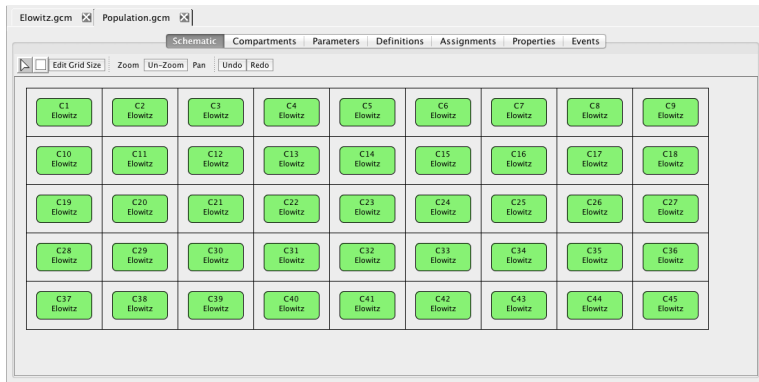 Elowitz.gcm Population.gcm
Schematic Compartments Parameters Definitions Assignments Properties Events
Edit Grid Size Zoom Un-Zoom Pan Undo Redo
C1 C2 C3 C4 C5 C6 C7 C8 C9
Elowitz Elowitz Elowitz Elowitz Elowitz Elowitz Elowitz Elowitz Elowitz
C10 C11 C12 C13 C14 C15 C16 C17 C18
Elowitz Elowitz Elowitz Elowitz Elowitz Elowitz Elowitz Elowitz Elowitz
C19 C20 C21 C22 C23 C24 C25 C26 C27
Elowitz Elowitz Elowitz Elowitz Elowitz Elowitz Elowitz Elowitz Elowitz
C28 C29 C30 C31 C32 C33 C34 C35 C36
Elowitz Elowitz Elowitz Elowitz Elowitz Elowitz Elowitz Elowitz Elowitz
C37 C38 C39 C40 C41 C42 C43 C44 C45
Elowitz Elowitz Elowitz Elowitz Elowitz Elowitz Elowitz Elowitz Elowitz